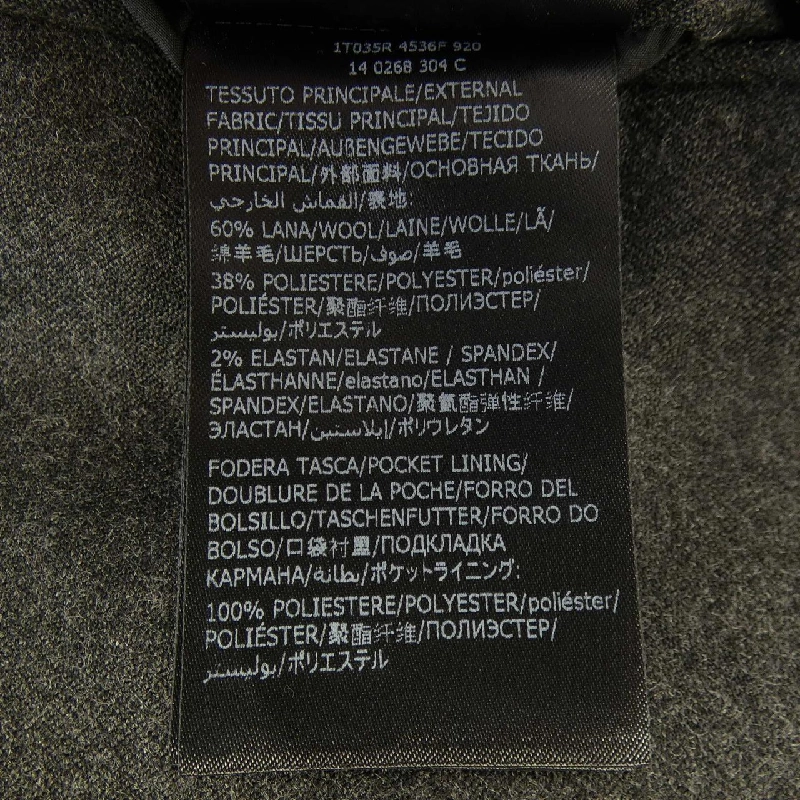 1T035R 4536F 920
14 0268 304 C
TESSUTO PRINCIPALE/EXTERNAL
FABRIC/TISSU PRINCIPAL/TEJIDO
PRINCIPAL/AUßENGEWEBE/TECIDO
PRINCIPAL/外部面料/ОСНОВНАЯ ТКАНЬ/
القماش الخارجي/表地:
60% LANA/WOOL/LAINE/WOLLE/LÃ/
绵羊毛/ШЕРСТЬ/صوف/羊毛
38% POLIESTERE/POLYESTER/poliéster/
POLIÉSTER/聚酯纤维/ПОЛИЭСТЕР/
بوليستر/ポリエステル
2% ELASTAN/ELASTANE / SPANDEX/
ÉLASTHANNE/elastano/ELASTHAN /
SPANDEX/ELASTANO/聚氨酯弹性纤维/
ЭЛАСТАН/إيلاستين/ポリウレタン
FODERA TASCA/POCKET LINING/
DOUBLURE DE LA POCHE/FORRO DEL
BOLSILLO/TASCHENFUTTER/FORRO DO
BOLSO/口袋衬里/ПОДКЛАДКА
КАРМАНА/بطانة/ポケットライニング:
100% POLIESTERE/POLYESTER/poliéster/
POLIÉSTER/聚酯纤维/ПОЛИЭСТЕР/
بوليستر/ポリエステル